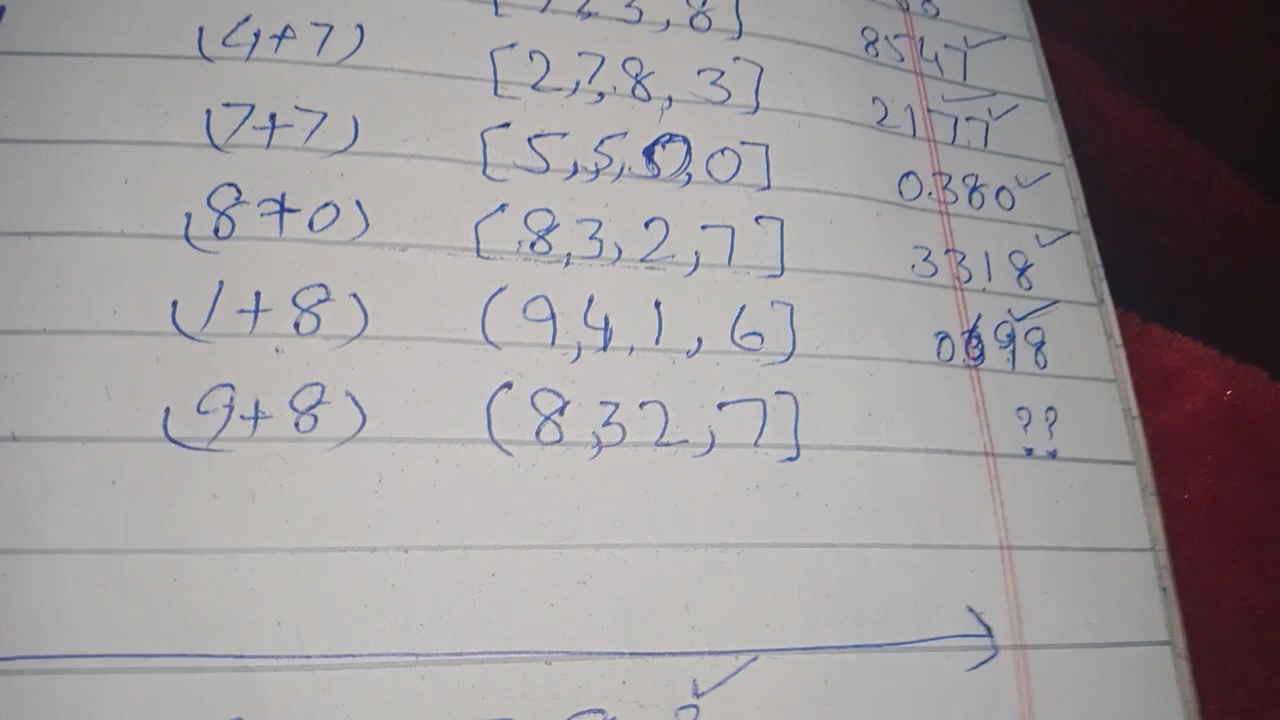 (4+7) [2,7,8,3] 8547
(7+7) [5,5,0,0] 2177
(8+0) [8,3,2,7] 0380
(1+8) (9,4,1,6] 3318
(9+8) (8,32,7] 0698
??